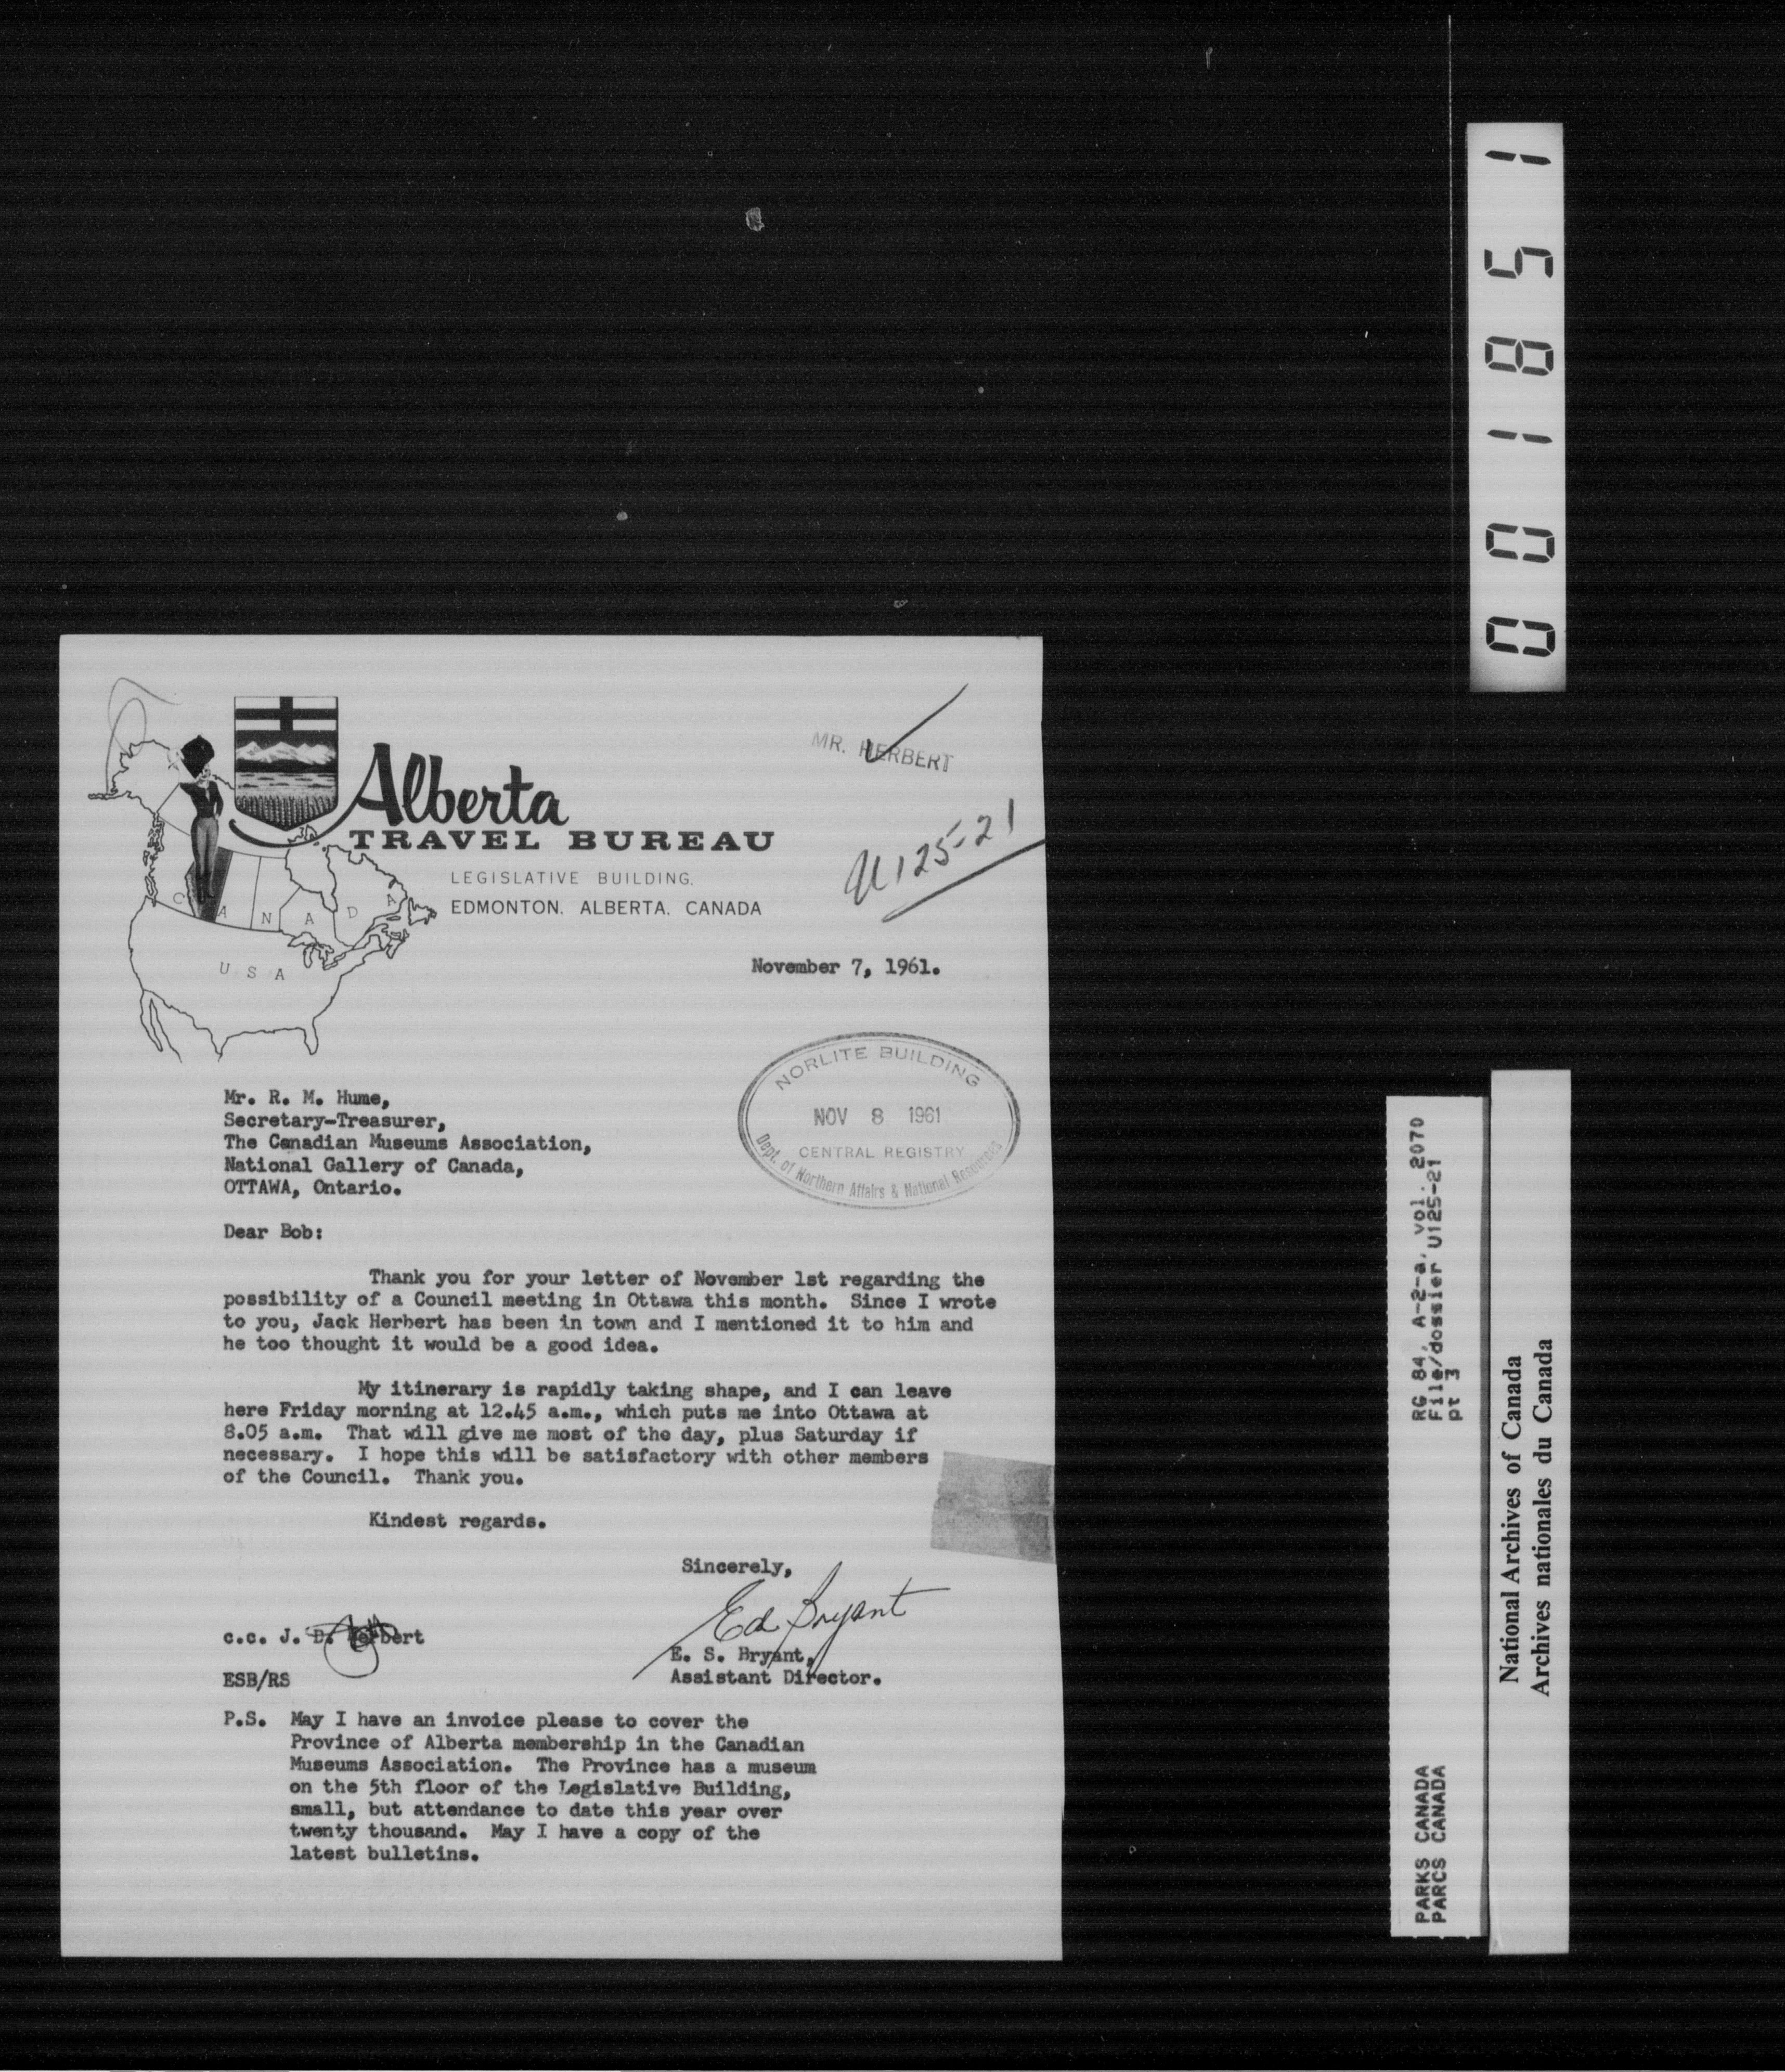 MR. HERBERT
Alberta
TRAVEL BUREAU
LEGISLATIVE BUILDING,
EDMONTON, ALBERTA, CANADA
U125-21
C A N A D A
U S A
November 7, 1961.
NORLITE BUILDING
NOV 8 1961
CENTRAL REGISTRY
Dept. of Northern Affairs & National Resources
Mr. R. M. Hume,
Secretary-Treasurer,
The Canadian Museums Association,
National Gallery of Canada,
OTTAWA, Ontario.
Dear Bob:
Thank you for your letter of November 1st regarding the
possibility of a Council meeting in Ottawa this month. Since I wrote
to you, Jack Herbert has been in town and I mentioned it to him and
he too thought it would be a good idea.
My itinerary is rapidly taking shape, and I can leave
here Friday morning at 12.45 a.m., which puts me into Ottawa at
8.05 a.m. That will give me most of the day, plus Saturday if
necessary. I hope this will be satisfactory with other members
of the Council. Thank you.
Kindest regards.
Sincerely,
Ed Bryant
c.c. J. D. Herbert
E. S. Bryant,
Assistant Director.
ESB/RS
P.S. May I have an invoice please to cover the
Province of Alberta membership in the Canadian
Museums Association. The Province has a museum
on the 5th floor of the Legislative Building,
small, but attendance to date this year over
twenty thousand. May I have a copy of the
latest bulletins.
001851
RG 84, A-2-a, vol. 2070
File/dossier U125-21
pt 3
PARKS CANADA
PARCS CANADA
National Archives of Canada
Archives nationales du Canada